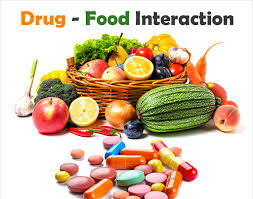 Drug - Food Interaction